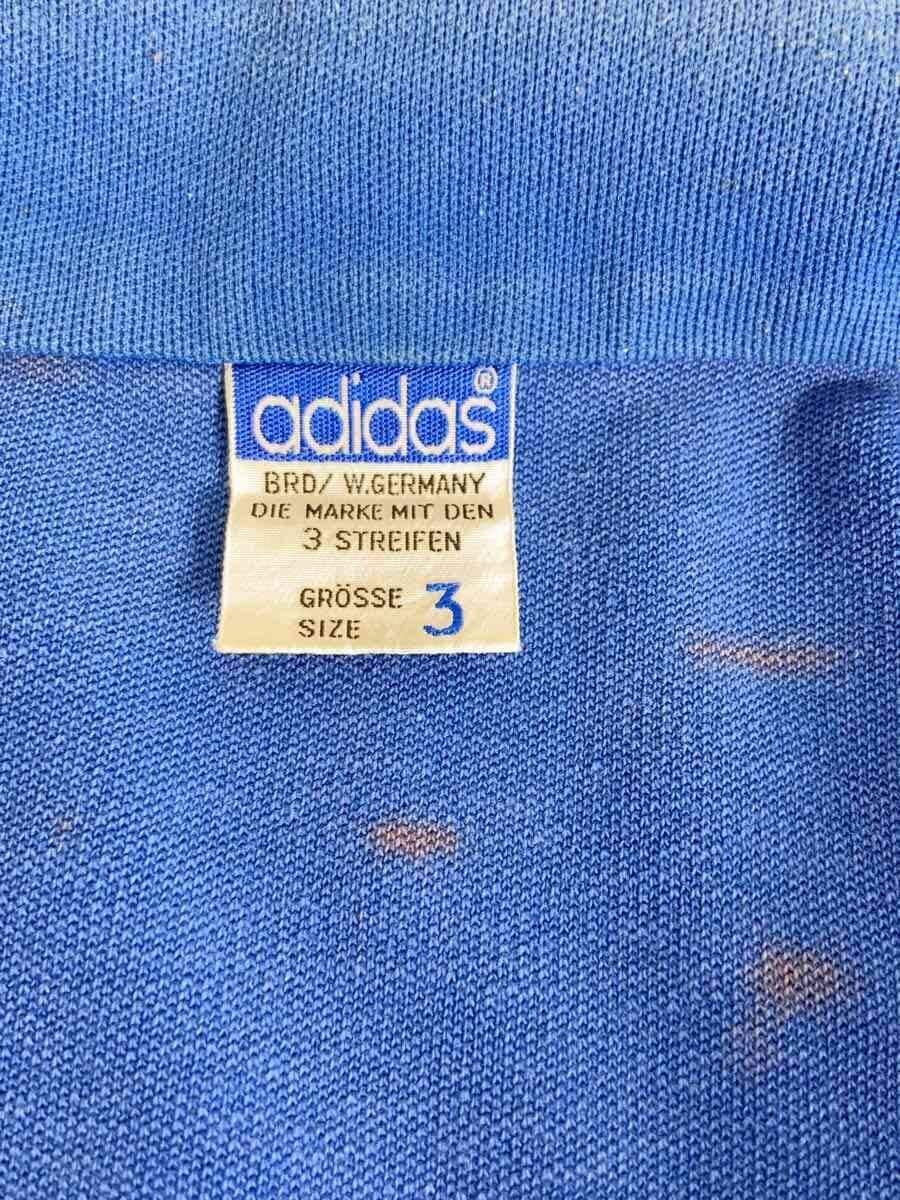 adidas®
BRD/ W.GERMANY
DIE MARKE MIT DEN
3 STREIFEN
GRÖSSE 3
SIZE